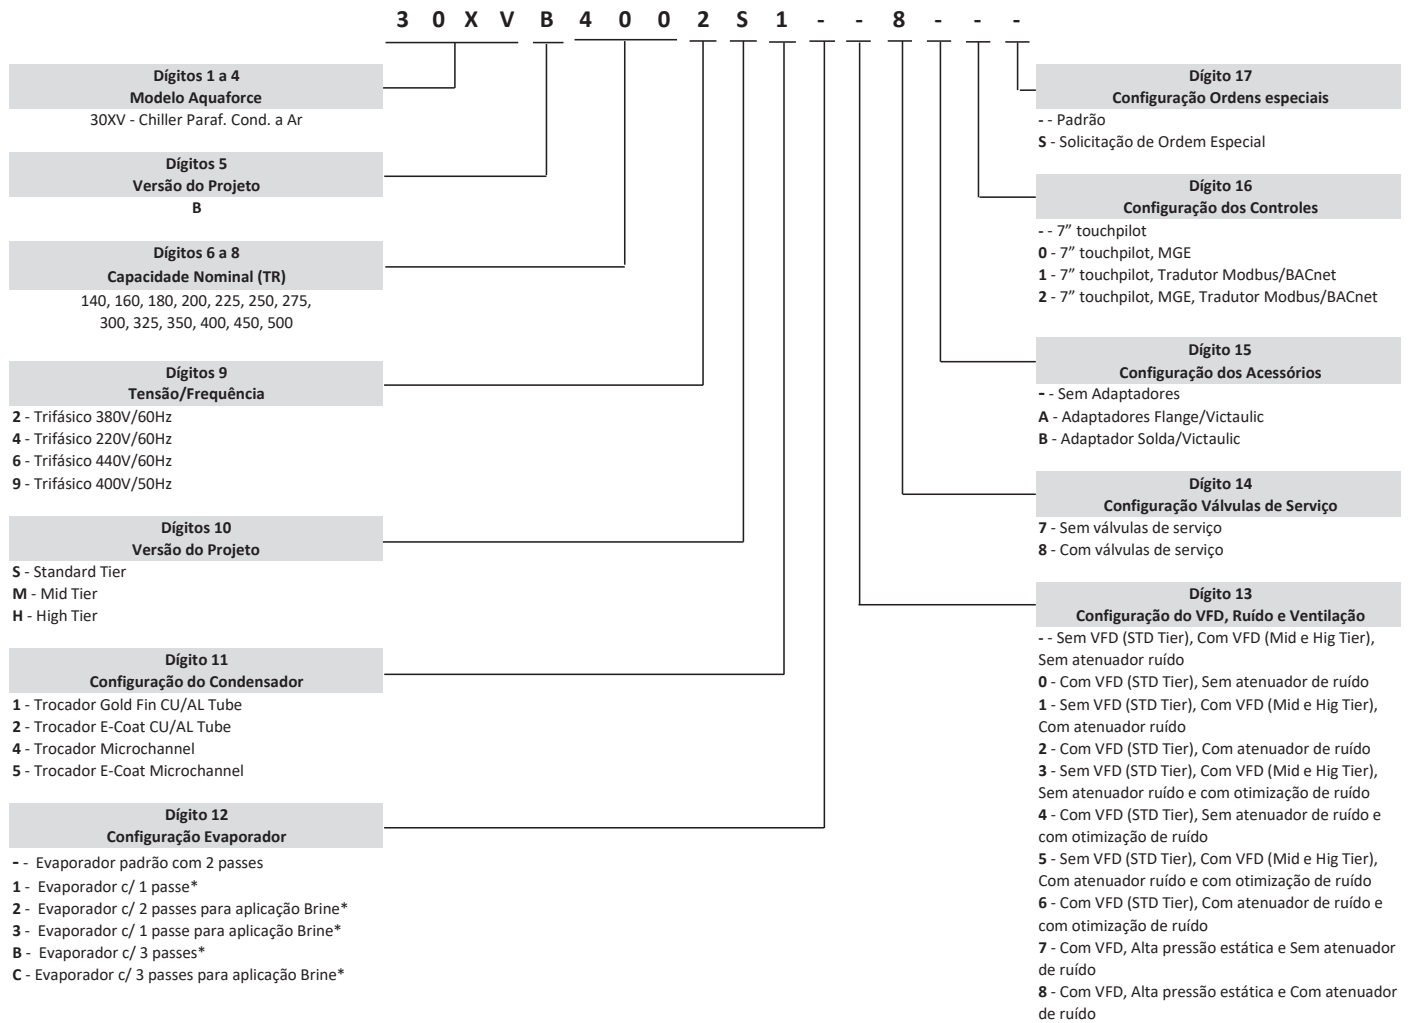 3 0 X V B 4 0 0 2 S 1 - - 8 - - -
Dígitos 1 a 4
Modelo Aquaforce
30XV - Chiller Paraf. Cond. a Ar
Dígitos 5
Versão do Projeto
B
Dígitos 6 a 8
Capacidade Nominal (TR)
140, 160, 180, 200, 225, 250, 275,
300, 325, 350, 400, 450, 500
Dígitos 9
Tensão/Frequência
2 - Trifásico 380V/60Hz
4 - Trifásico 220V/60Hz
6 - Trifásico 440V/60Hz
9 - Trifásico 400V/50Hz
Dígitos 10
Versão do Projeto
S - Standard Tier
M - Mid Tier
H - High Tier
Dígito 11
Configuração do Condensador
1 - Trocador Gold Fin CU/AL Tube
2 - Trocador E-Coat CU/AL Tube
4 - Trocador Microchannel
5 - Trocador E-Coat Microchannel
Dígito 12
Configuração Evaporador
- - Evaporador padrão com 2 passes
1 - Evaporador c/ 1 passe*
2 - Evaporador c/ 2 passes para aplicação Brine*
3 - Evaporador c/ 1 passe para aplicação Brine*
B - Evaporador c/ 3 passes*
C - Evaporador c/ 3 passes para aplicação Brine*
Dígito 17
Configuração Ordens especiais
- - Padrão
S - Solicitação de Ordem Especial
Dígito 16
Configuração dos Controles
- - 7” touchpilot
0 - 7” touchpilot, MGE
1 - 7” touchpilot, Tradutor Modbus/BACnet
2 - 7” touchpilot, MGE, Tradutor Modbus/BACnet
Dígito 15
Configuração dos Acessórios
- - Sem Adaptadores
A - Adaptadores Flange/Victaulic
B - Adaptador Solda/Victaulic
Dígito 14
Configuração Válvulas de Serviço
7 - Sem válvulas de serviço
8 - Com válvulas de serviço
Dígito 13
Configuração do VFD, Ruído e Ventilação
- - Sem VFD (STD Tier), Com VFD (Mid e Hig Tier),
Sem atenuador ruído
0 - Com VFD (STD Tier), Sem atenuador de ruído
1 - Sem VFD (STD Tier), Com VFD (Mid e Hig Tier),
Com atenuador ruído
2 - Com VFD (STD Tier), Com atenuador de ruído
3 - Sem VFD (STD Tier), Com VFD (Mid e Hig Tier),
Sem atenuador ruído e com otimização de ruído
4 - Com VFD (STD Tier), Sem atenuador de ruído e
com otimização de ruído
5 - Sem VFD (STD Tier), Com VFD (Mid e Hig Tier),
Com atenuador ruído e com otimização de ruído
6 - Com VFD (STD Tier), Com atenuador de ruído e
com otimização de ruído
7 - Com VFD, Alta pressão estática e Sem atenuador
de ruído
8 - Com VFD, Alta pressão estática e Com atenuador
de ruído